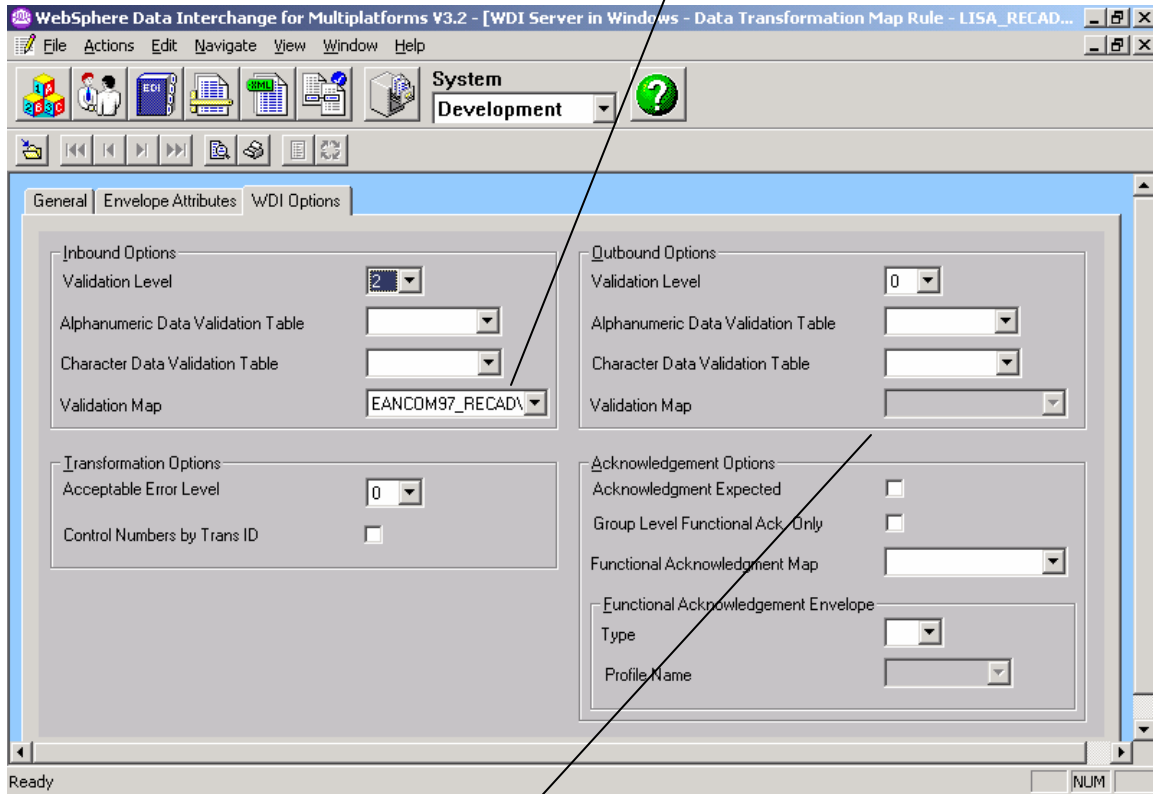 WebSphere Data Interchange for Multiplatforms V3.2 - [WDI Server in Windows - Data Transformation Map Rule - LISA_RECAD...
File Actions Edit Navigate View Window Help
EDI
XML
System
Development
General Envelope Attributes WDI Options
Inbound Options
Validation Level 2
Alphanumeric Data Validation Table
Character Data Validation Table
Validation Map EANCOM97_RECADV
Transformation Options
Acceptable Error Level 0
Control Numbers by Trans ID
Outbound Options
Validation Level 0
Alphanumeric Data Validation Table
Character Data Validation Table
Validation Map
Acknowledgement Options
Acknowledgment Expected
Group Level Functional Ack. Only
Functional Acknowledgment Map
Functional Acknowledgement Envelope
Type
Profile Name
Ready NUM